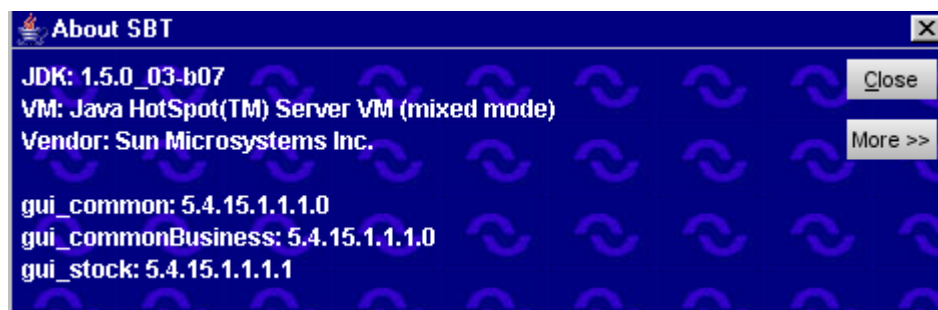 About SBT
JDK: 1.5.0_03-b07
Close
VM: Java HotSpot(TM) Server VM (mixed mode)
Vendor: Sun Microsystems Inc.
More >>
gui_common: 5.4.15.1.1.1.0
gui_commonBusiness: 5.4.15.1.1.1.0
gui_stock: 5.4.15.1.1.1.1